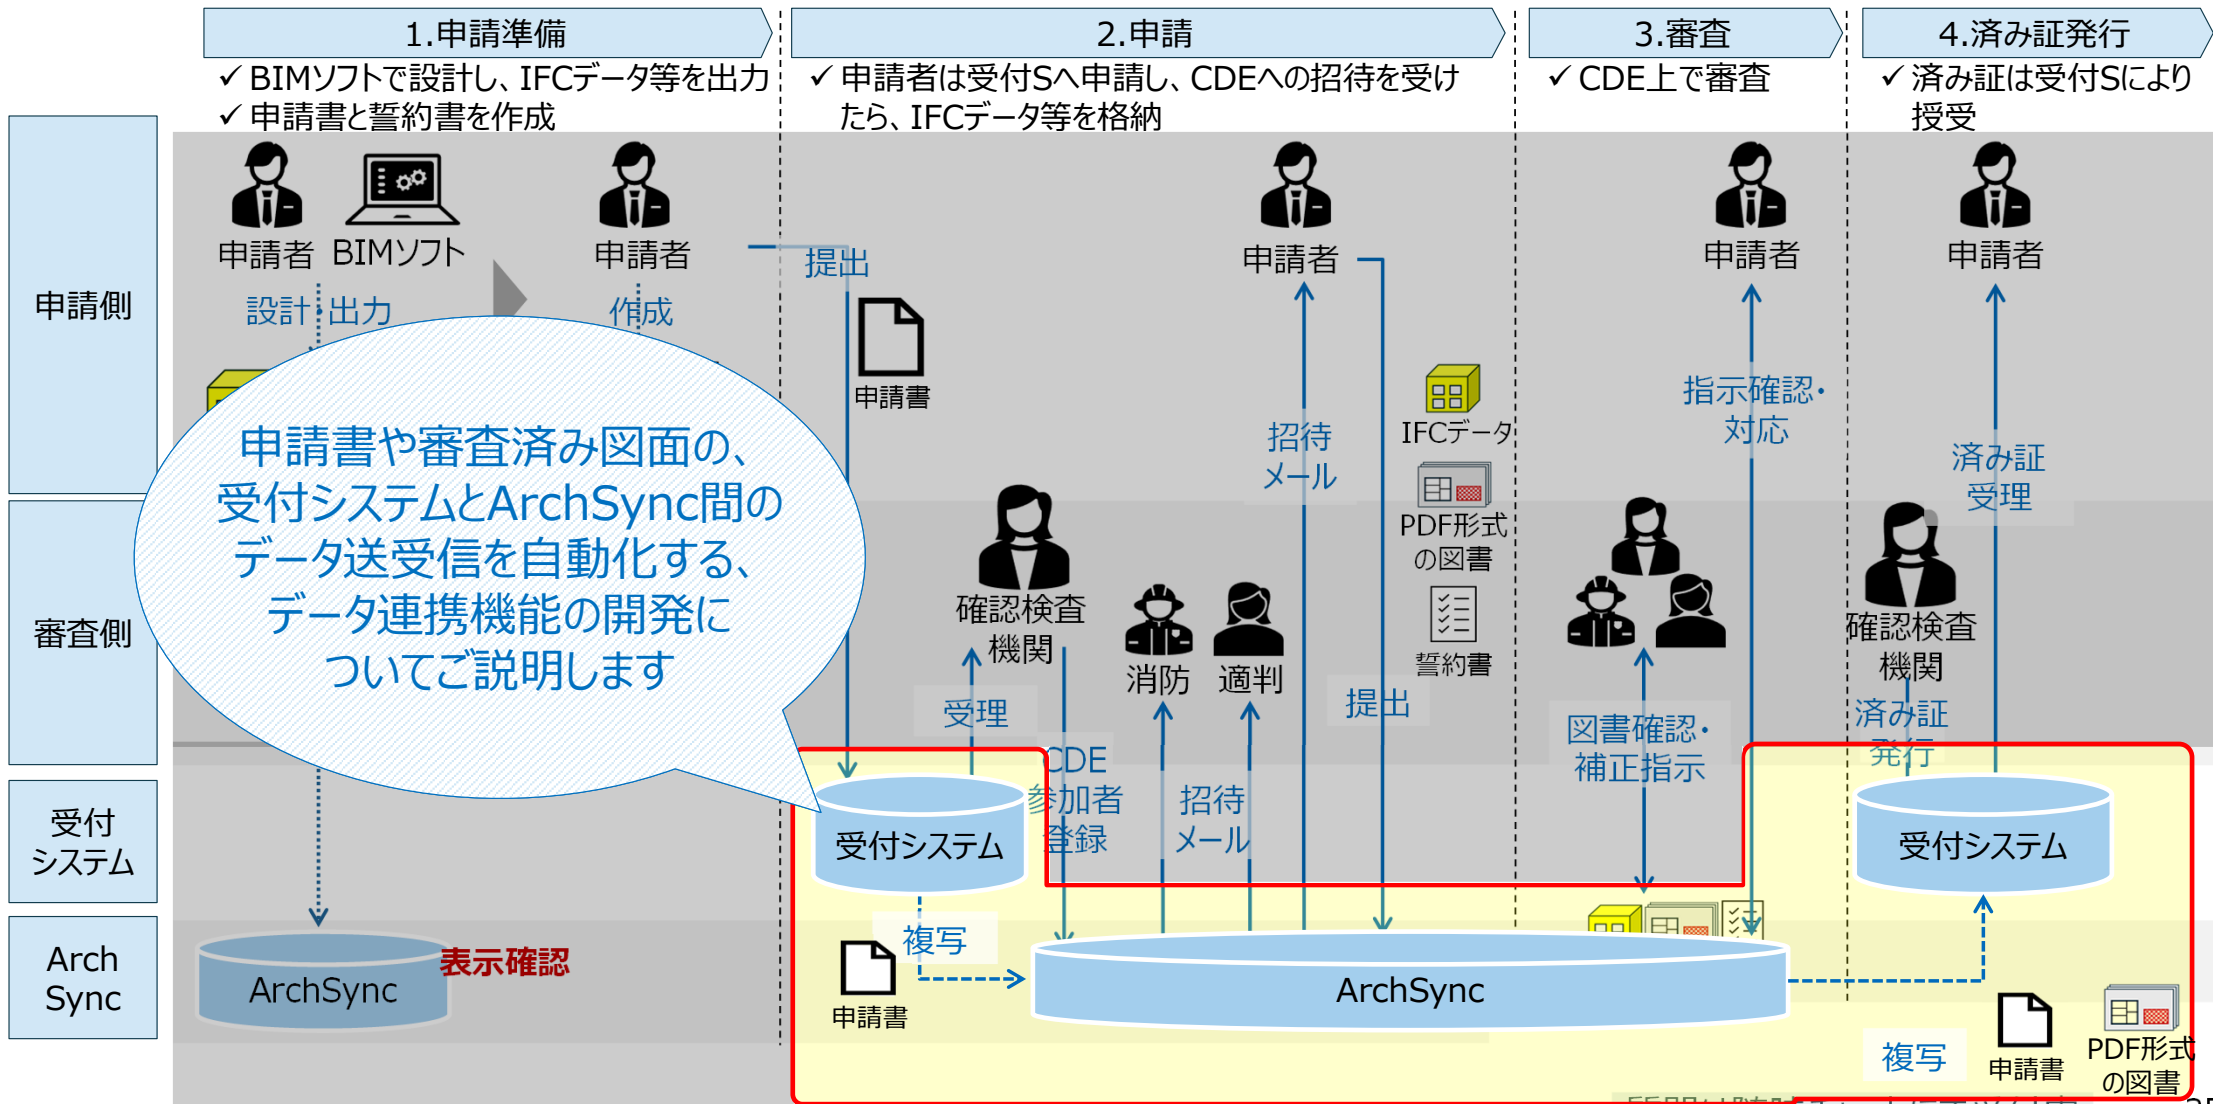 1.申請準備
2.申請
3.審査
4.済み証発行
✓ BIMソフトで設計し、IFCデータ等を出力
✓ 申請書と誓約書を作成
✓ 申請者は受付Sへ申請し、CDEへの招待を受け
たら、IFCデータ等を格納
✓ CDE上で審査
✓ 済み証は受付Sにより
授受
申請側
申請者
BIMソフト
設計・出力
申請者
作成
提出
申請書
申請者
招待
メール
IFCデータ
PDF形式
の図書
誓約書
提出
申請者
指示確認・
対応
申請者
済み証
受理
申請書や審査済み図面の、
受付システムとArchSync間の
データ送受信を自動化する、
データ連携機能の開発に
ついてご説明します
審査側
確認検査
機関
受理
消防
適判
CDE
参加者
登録
招待
メール
図書確認・
補正指示
確認検査
機関
済み証
発行
受付
システム
受付システム
受付システム
Arch
Sync
ArchSync
表示確認
複写
申請書
ArchSync
複写
申請書
PDF形式
の図書